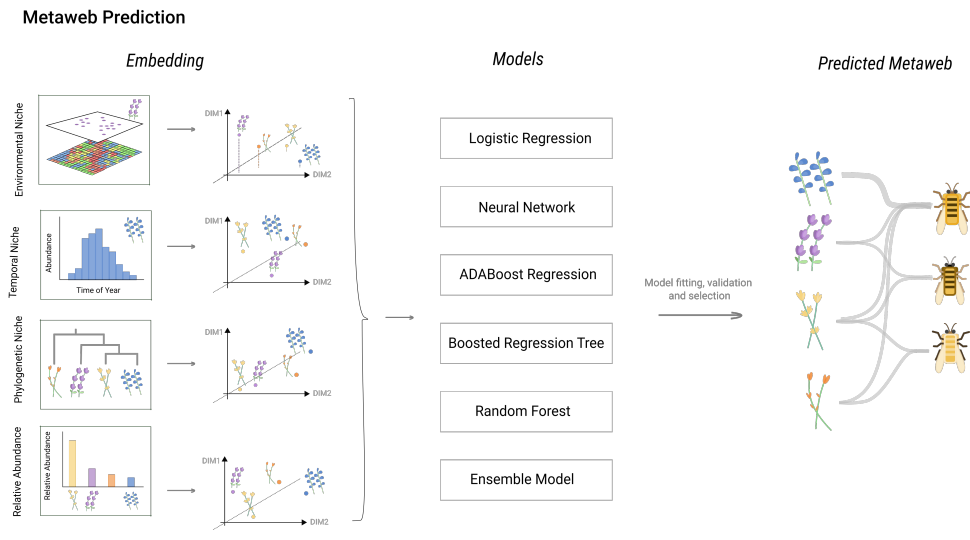 Metaweb Prediction
Embedding
Models
Predicted Metaweb
Environmental Niche
DIM1
DIM2
Temporal Niche
Abundance
Time of Year
DIM1
DIM2
Phylogenetic Niche
DIM1
DIM2
Relative Abundance
Relative Abundance
DIM1
DIM2
Logistic Regression
Neural Network
ADABoost Regression
Boosted Regression Tree
Random Forest
Ensemble Model
Model fitting, validation
and selection